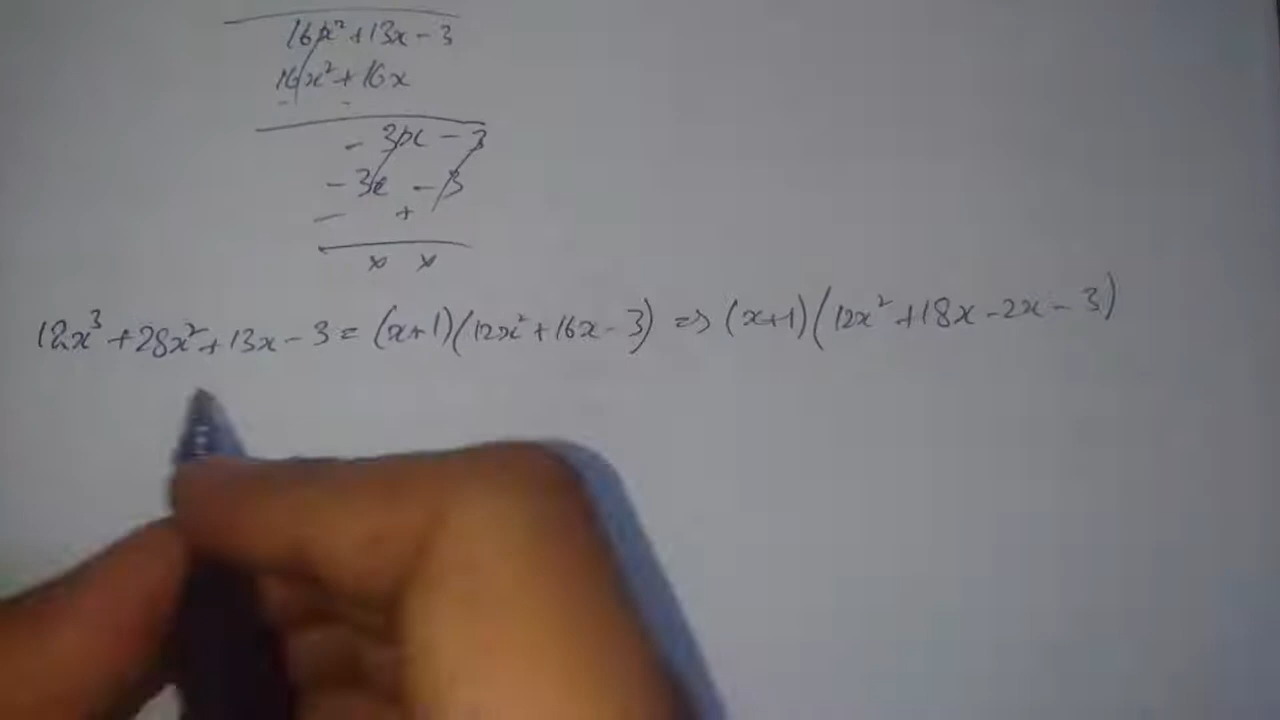 16x² + 13x - 3
16x² + 16x
- -
- 3x - 3
- 3x - 3
- +
x x
12x³ + 28x² + 13x - 3 = (x+1)(12x² + 16x - 3) => (x+1)(12x² + 18x - 2x - 3)